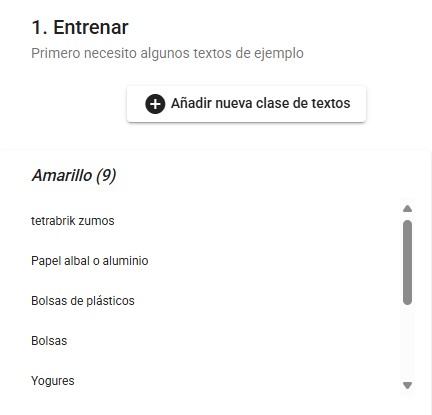 1. Entrenar
Primero necesito algunos textos de ejemplo
Añadir nueva clase de textos
Amarillo (9)
tetrabrik zumos
Papel albal o aluminio
Bolsas de plásticos
Bolsas
Yogures